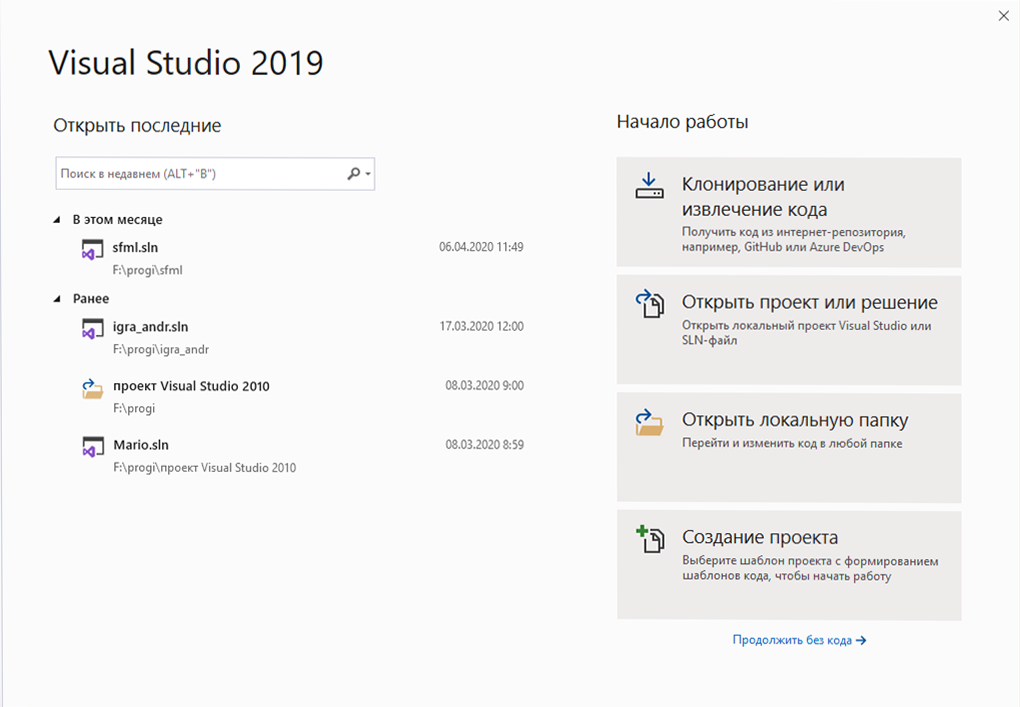 Visual Studio 2019
Открыть последние
Поиск в недавнем (ALT+"В")
В этом месяце
sfml.sln 06.04.2020 11:49
F:\progi\sfml
Ранее
igra_andr.sln 17.03.2020 12:00
F:\progi\igra_andr
проект Visual Studio 2010 08.03.2020 9:00
F:\progi
Mario.sln 08.03.2020 8:59
F:\progi\проект Visual Studio 2010
Начало работы
Клонирование или
извлечение кода
Получить код из интернет-репозитория,
например, GitHub или Azure DevOps
Открыть проект или решение
Открыть локальный проект Visual Studio или
SLN-файл
Открыть локальную папку
Перейти и изменить код в любой папке
Создание проекта
Выберите шаблон проекта с формированием
шаблонов кода, чтобы начать работу
Продолжить без кода →